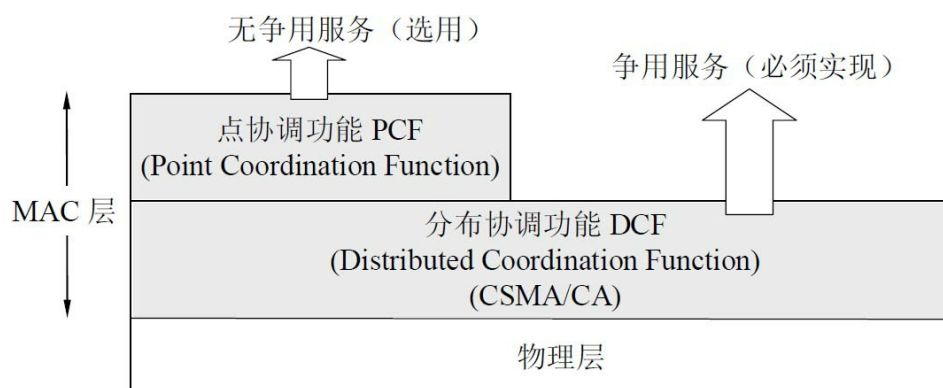 无争用服务（选用）
争用服务（必须实现）
点协调功能 PCF
(Point Coordination Function)
MAC 层
分布协调功能 DCF
(Distributed Coordination Function)
(CSMA/CA)
物理层